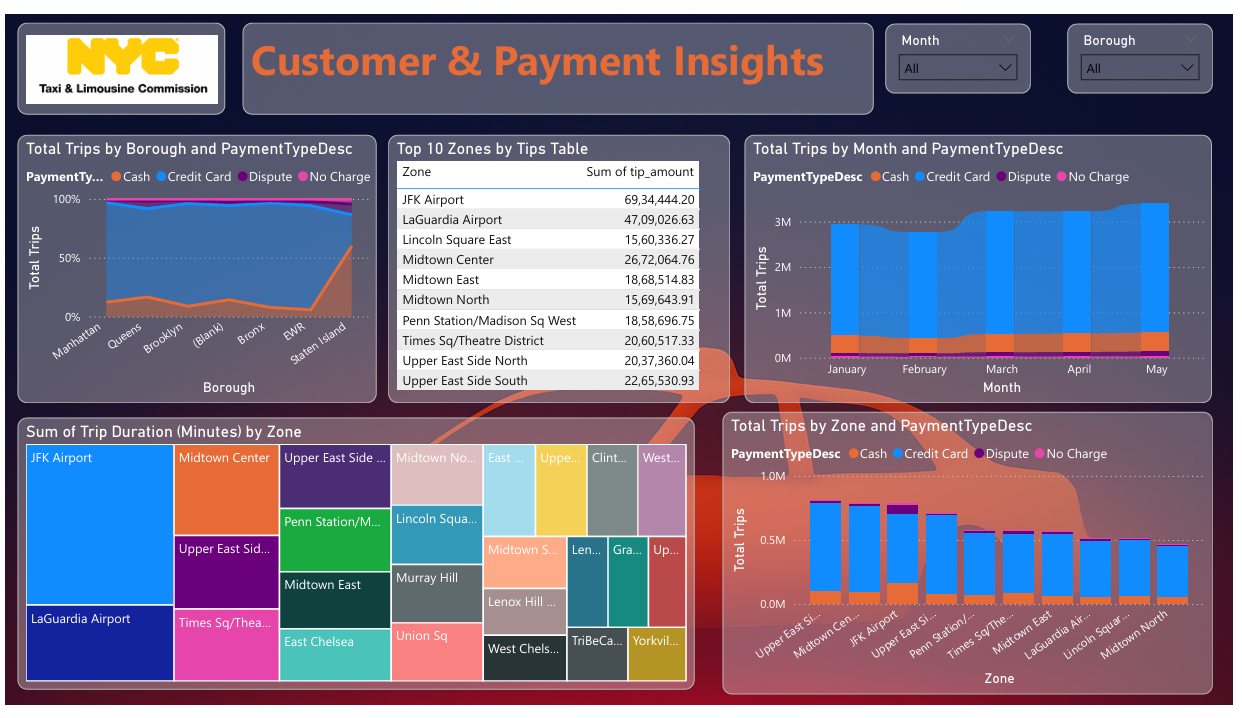 NYC
Taxi & Limousine Commission
Customer & Payment Insights
Month
All
Borough
All
Total Trips by Borough and PaymentTypeDesc
PaymentTy... Cash Credit Card Dispute No Charge
Total Trips
100%
50%
0%
Manhattan
Queens
Brooklyn
(Blank)
Bronx
EWR
Staten Island
Borough
Top 10 Zones by Tips Table
Zone Sum of tip_amount
JFK Airport 69,34,444.20
LaGuardia Airport 47,09,026.63
Lincoln Square East 15,60,336.27
Midtown Center 26,72,064.76
Midtown East 18,68,514.83
Midtown North 15,69,643.91
Penn Station/Madison Sq West 18,58,696.75
Times Sq/Theatre District 20,60,517.33
Upper East Side North 20,37,360.04
Upper East Side South 22,65,530.93
Total Trips by Month and PaymentTypeDesc
PaymentTypeDesc Cash Credit Card Dispute No Charge
Total Trips
3M
2M
1M
0M
January February March April May
Month
Sum of Trip Duration (Minutes) by Zone
JFK Airport
LaGuardia Airport
Midtown Center
Upper East Sid...
Times Sq/Thea...
Upper East Side ...
Penn Station/M...
Midtown East
East Chelsea
Midtown No...
Lincoln Squa...
Murray Hill
Union Sq
East ...
Uppe...
Clint...
West...
Midtown S...
Lenox Hill ...
West Chels...
Len...
Gra...
Up...
TriBeCa...
Yorkvil...
Total Trips by Zone and PaymentTypeDesc
PaymentTypeDesc Cash Credit Card Dispute No Charge
Total Trips
1.0M
0.5M
0.0M
Upper East Si...
Midtown Cen...
JFK Airport
Upper East Si...
Penn Station/...
Times Sq/The...
Midtown East
LaGuardia Air...
Lincoln Squar...
Midtown North
Zone